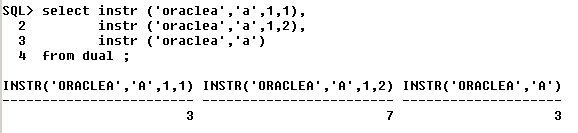 SQL> select instr ('oraclea','a',1,1),
2 instr ('oraclea','a',1,2),
3 instr ('oraclea','a')
4 from dual ;
INSTR('ORACLEA','A',1,1) INSTR('ORACLEA','A',1,2) INSTR('ORACLEA','A')
------------------------ ------------------------ --------------------
3 7 3